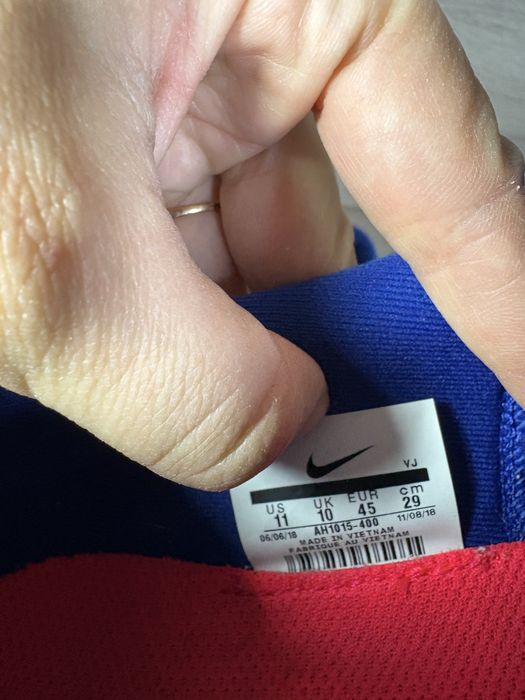 VJ
US UK EUR cm
11 10 45 29
06/06/18 AH1015-400 11/08/18
MADE IN VIETNAM
FABRIQUE AU VIETNAM